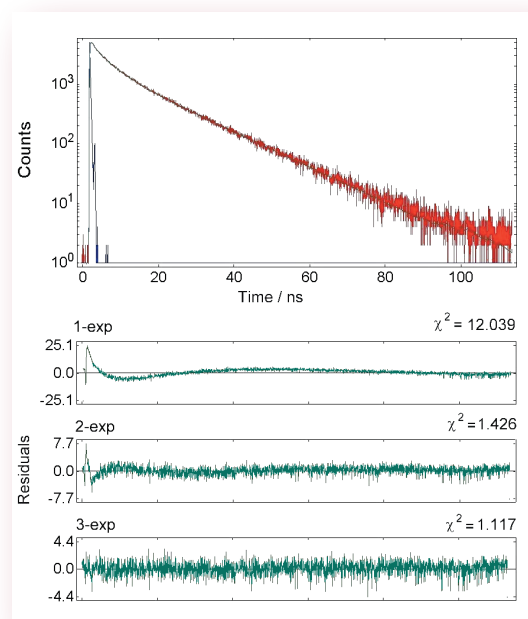 Counts
10³
10²
10¹
10⁰
0 20 40 60 80 100
Time / ns
1-exp χ² = 12.039
25.1
0.0
-25.1
2-exp χ² = 1.426
7.7
0.0
-7.7
Residuals
3-exp χ² = 1.117
4.4
0.0
-4.4